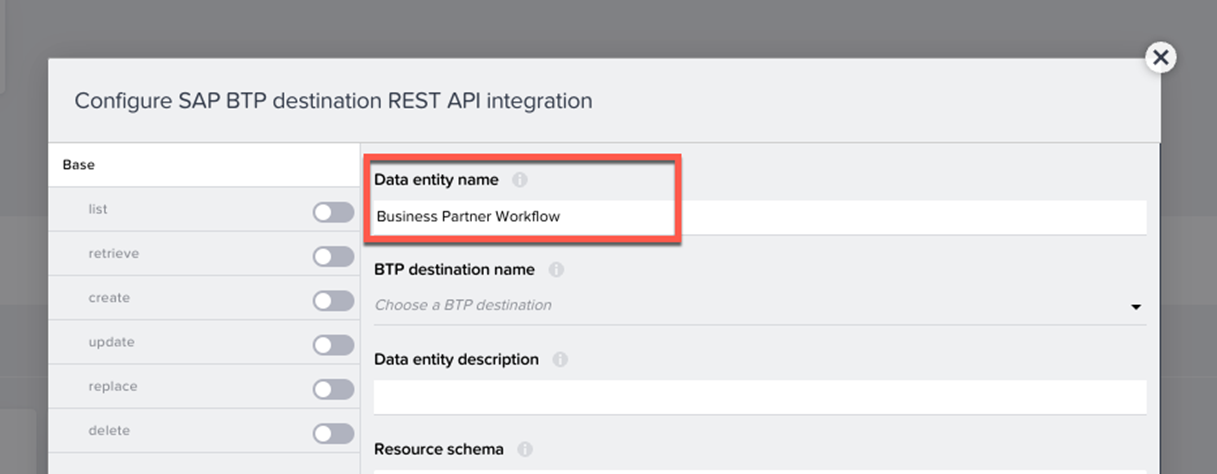 Configure SAP BTP destination REST API integration
Base
list
retrieve
create
update
replace
delete
Data entity name
Business Partner Workflow
BTP destination name
Choose a BTP destination
Data entity description
Resource schema